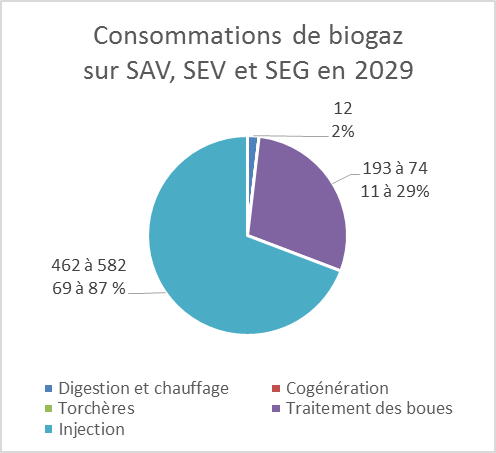 Consommations de biogaz
sur SAV, SEV et SEG en 2029
12
2%
193 à 74
11 à 29%
462 à 582
69 à 87 %
Digestion et chauffage
Cogénération
Torchères
Traitement des boues
Injection